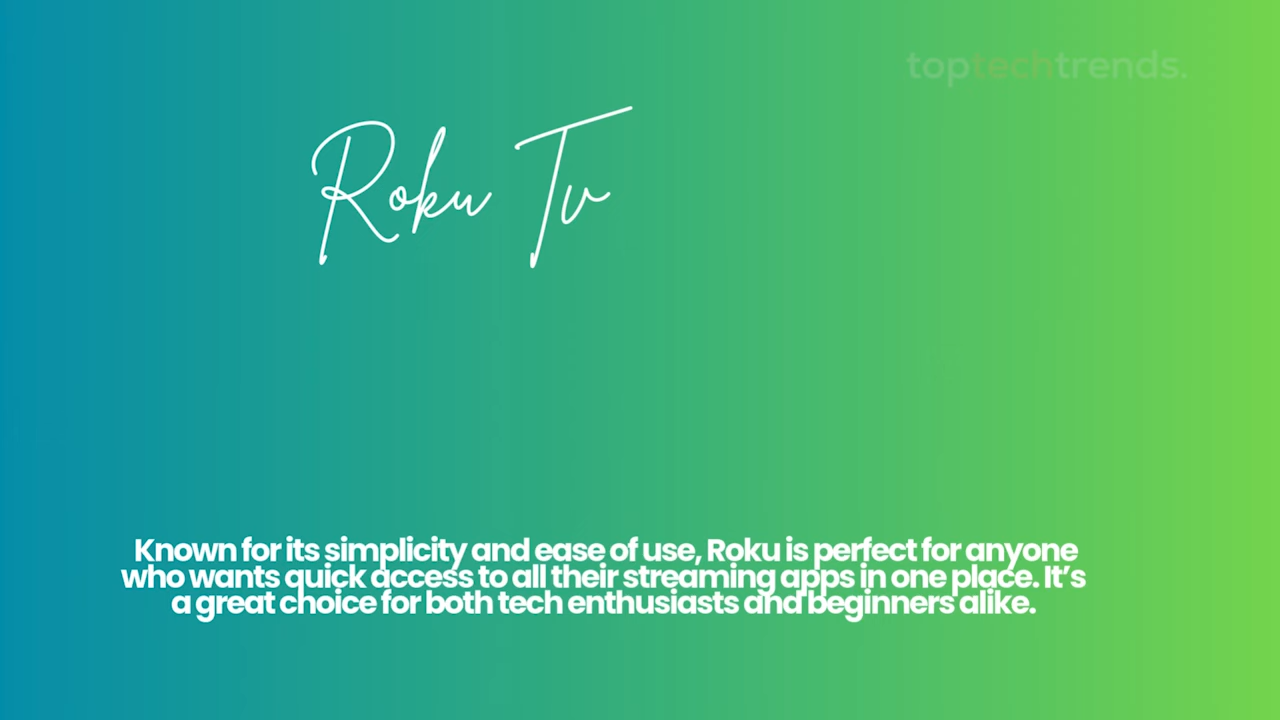 toptechtrends.
Roku Tv
Known for its simplicity and ease of use, Roku is perfect for anyone
who wants quick access to all their streaming apps in one place. It’s
a great choice for both tech enthusiasts and beginners alike.